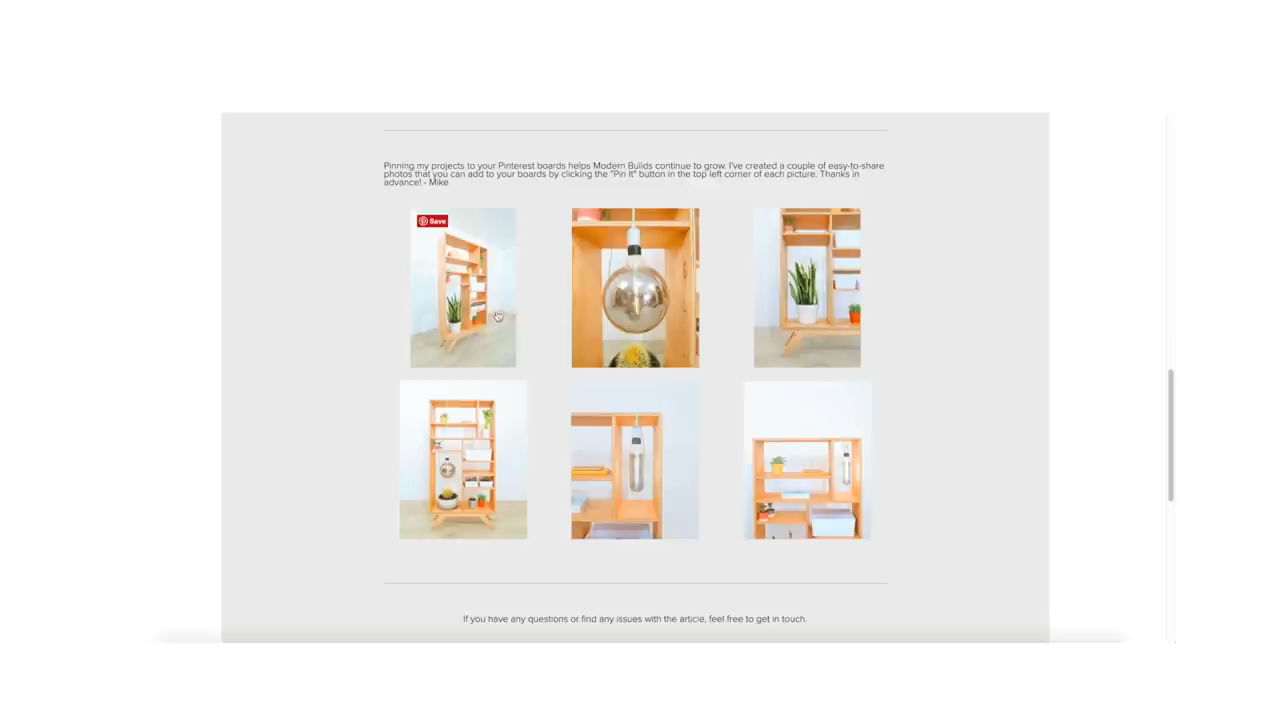 Pinning my projects to your Pinterest boards helps Modern Builds continue to grow. I've created a couple of easy-to-share
photos that you can add to your boards by clicking the "Pin It" button in the top left corner of each picture. Thanks in
advance! - Mike
Save
If you have any questions or find any issues with the article, feel free to get in touch.